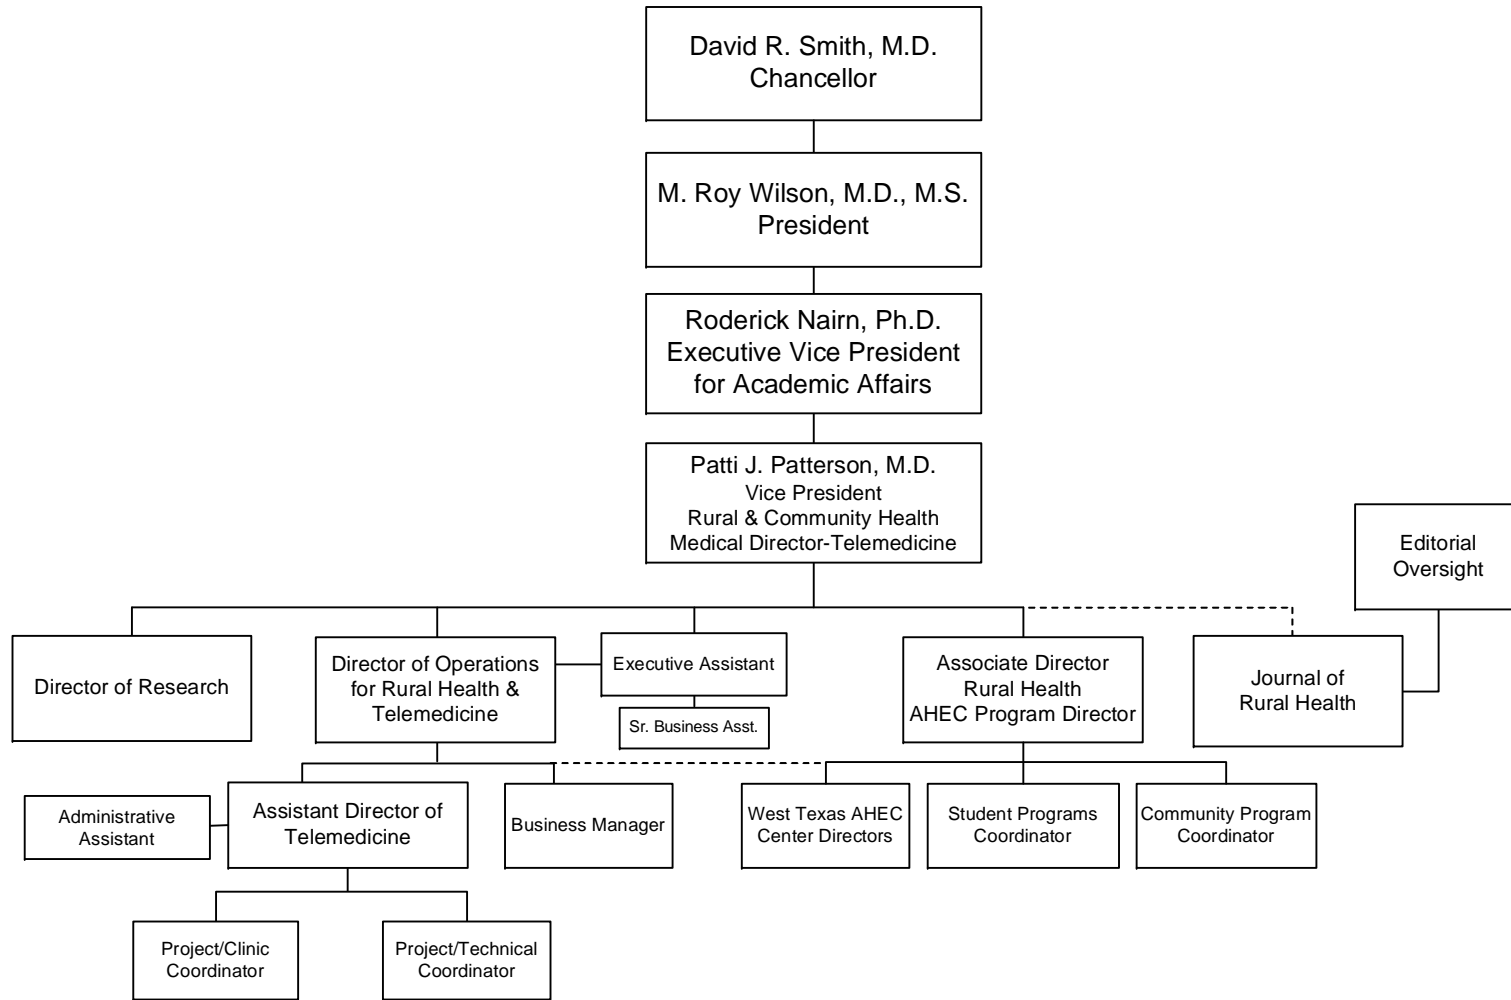 David R. Smith, M.D.
Chancellor
M. Roy Wilson, M.D., M.S.
President
Roderick Nairn, Ph.D.
Executive Vice President
for Academic Affairs
Patti J. Patterson, M.D.
Vice President
Rural & Community Health
Medical Director-Telemedicine
Editorial
Oversight
Director of Research
Director of Operations
for Rural Health &
Telemedicine
Executive Assistant
Sr. Business Asst.
Associate Director
Rural Health
AHEC Program Director
Journal of
Rural Health
Administrative
Assistant
Assistant Director of
Telemedicine
Business Manager
West Texas AHEC
Center Directors
Student Programs
Coordinator
Community Program
Coordinator
Project/Clinic
Coordinator
Project/Technical
Coordinator